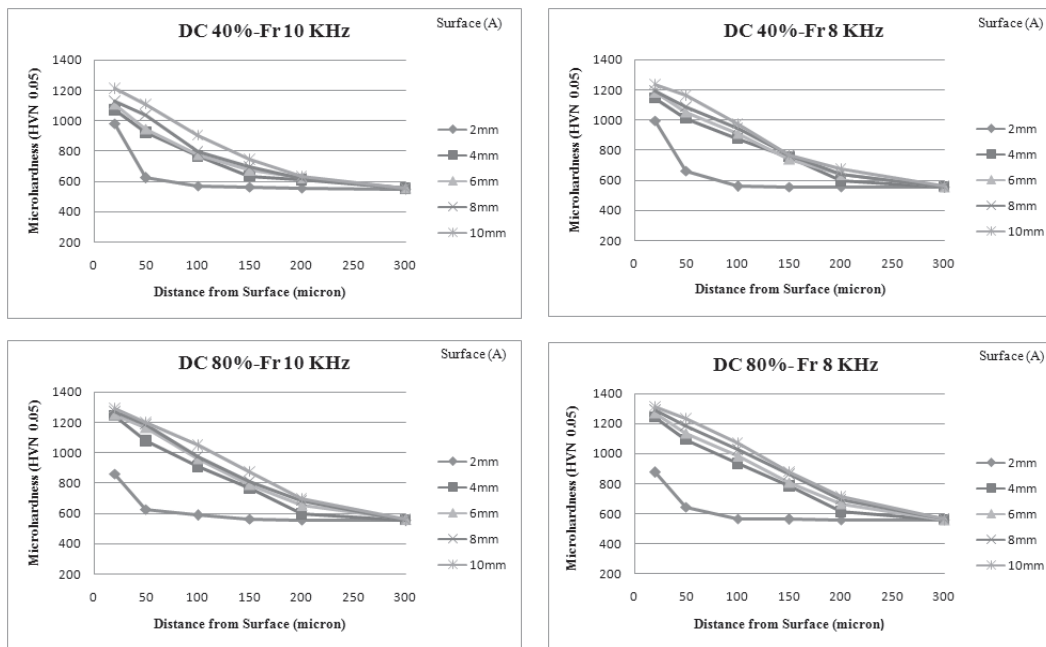 DC 40%-Fr 10 KHz
Surface (A)
Microhardness (HVN 0.05)
1400
1200
1000
800
600
400
200
0
50
100
150
200
250
300
Distance from Surface (micron)
2mm
4mm
6mm
8mm
10mm
DC 40%-Fr 8 KHz
Surface (A)
Microhardness (HVN 0.05)
1400
1200
1000
800
600
400
200
0
50
100
150
200
250
300
Distance from Surface (micron)
2mm
4mm
6mm
8mm
10mm
DC 80%-Fr 10 KHz
Surface (A)
Microhardness (HVN 0.05)
1400
1200
1000
800
600
400
200
0
50
100
150
200
250
300
Distance from Surface (micron)
2mm
4mm
6mm
8mm
10mm
DC 80%- Fr 8 KHz
Surface (A)
Microhardness (HVN 0.05)
1400
1200
1000
800
600
400
200
0
50
100
150
200
250
300
Distance from Surface (micron)
2mm
4mm
6mm
8mm
10mm